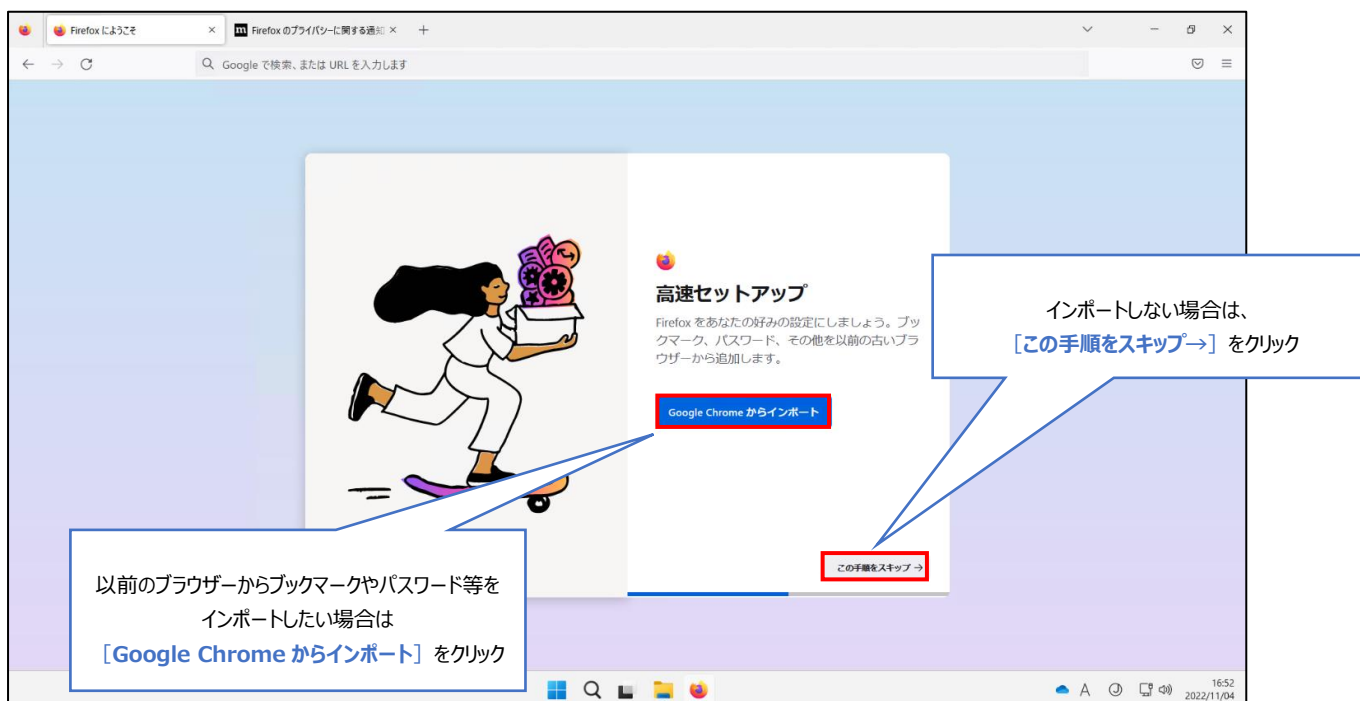 Firefox にようこそ
Firefox のプライバシーに関する通知
Google で検索、または URL を入力します
高速セットアップ
Firefox をあなたの好みの設定にしましょう。ブッ
クマーク、パスワード、その他を以前の古いブラ
ウザーから追加します。
Google Chrome からインポート
インポートしない場合は、
［この手順をスキップ→］をクリック
この手順をスキップ →
以前のブラウザーからブックマークやパスワード等を
インポートしたい場合は
［Google Chrome からインポート］をクリック
A
16:52
2022/11/04